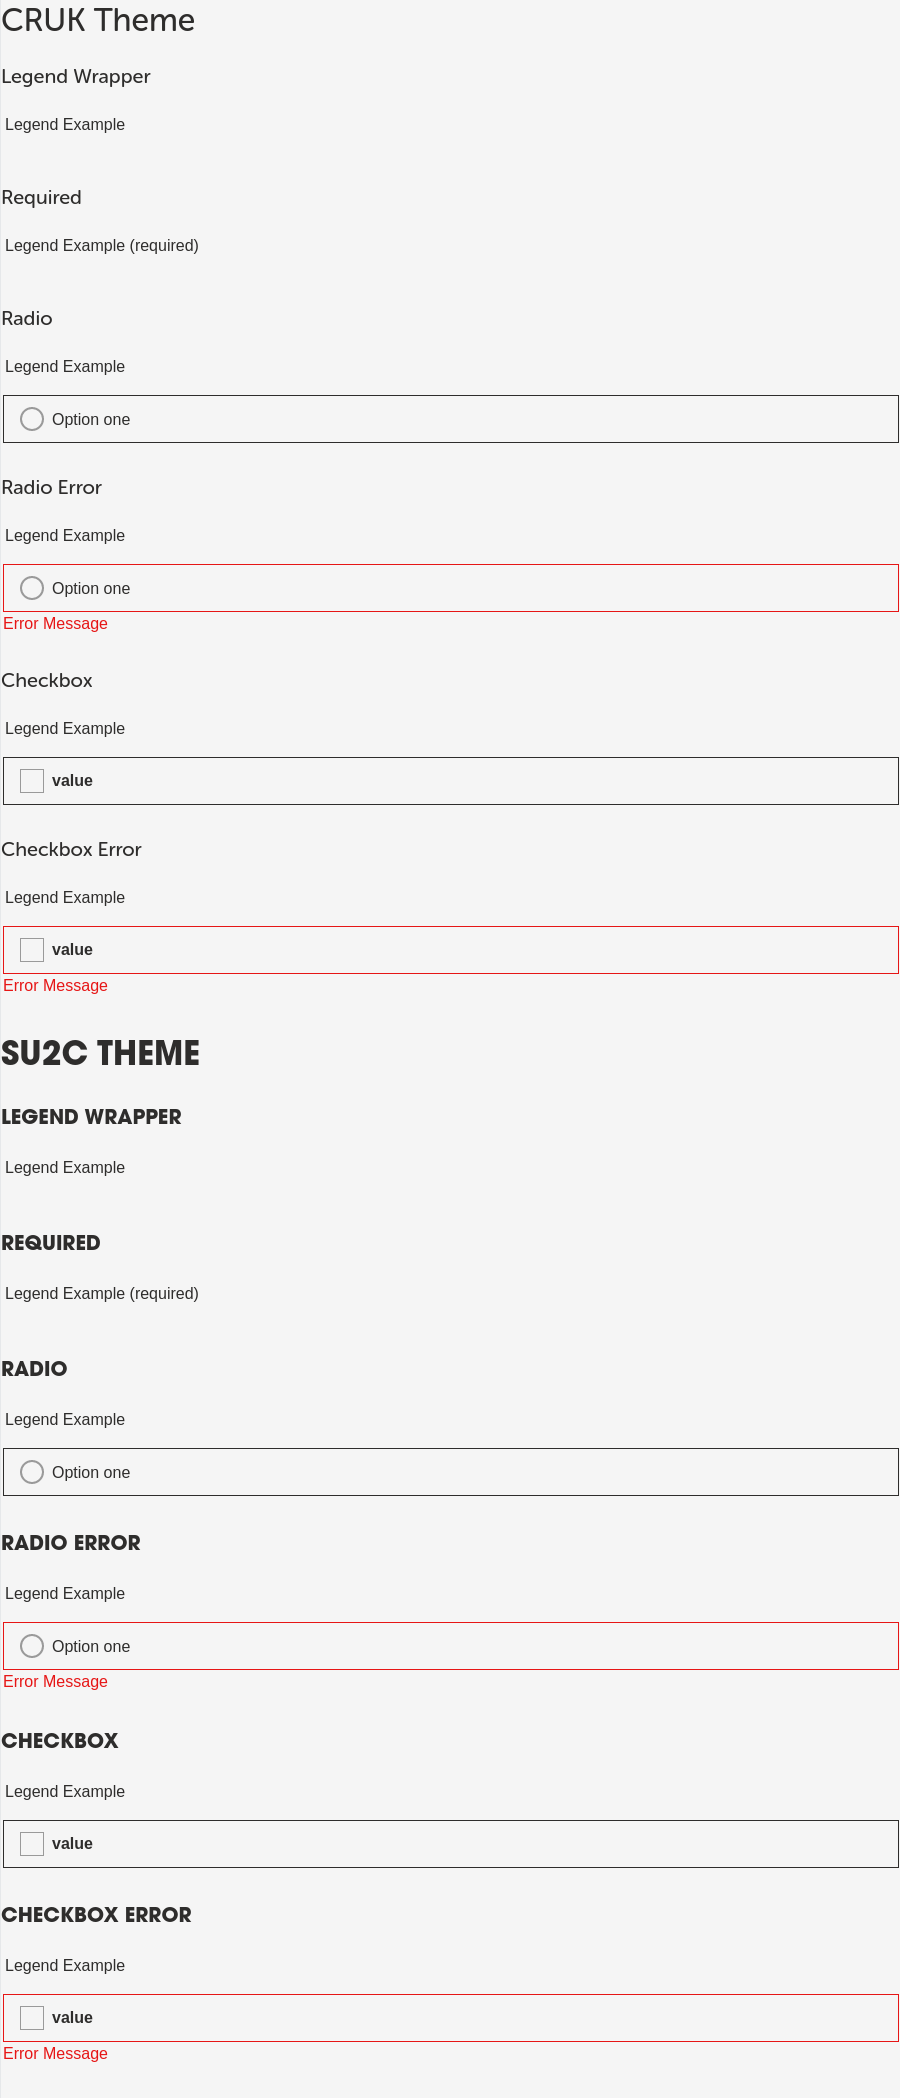 CRUK Theme
Legend Wrapper
Legend Example
Required
Legend Example (required)
Radio
Legend Example
Option one
Radio Error
Legend Example
Option one
Error Message
Checkbox
Legend Example
value
Checkbox Error
Legend Example
value
Error Message
SU2C THEME
LEGEND WRAPPER
Legend Example
REQUIRED
Legend Example (required)
RADIO
Legend Example
Option one
RADIO ERROR
Legend Example
Option one
Error Message
CHECKBOX
Legend Example
value
CHECKBOX ERROR
Legend Example
value
Error Message